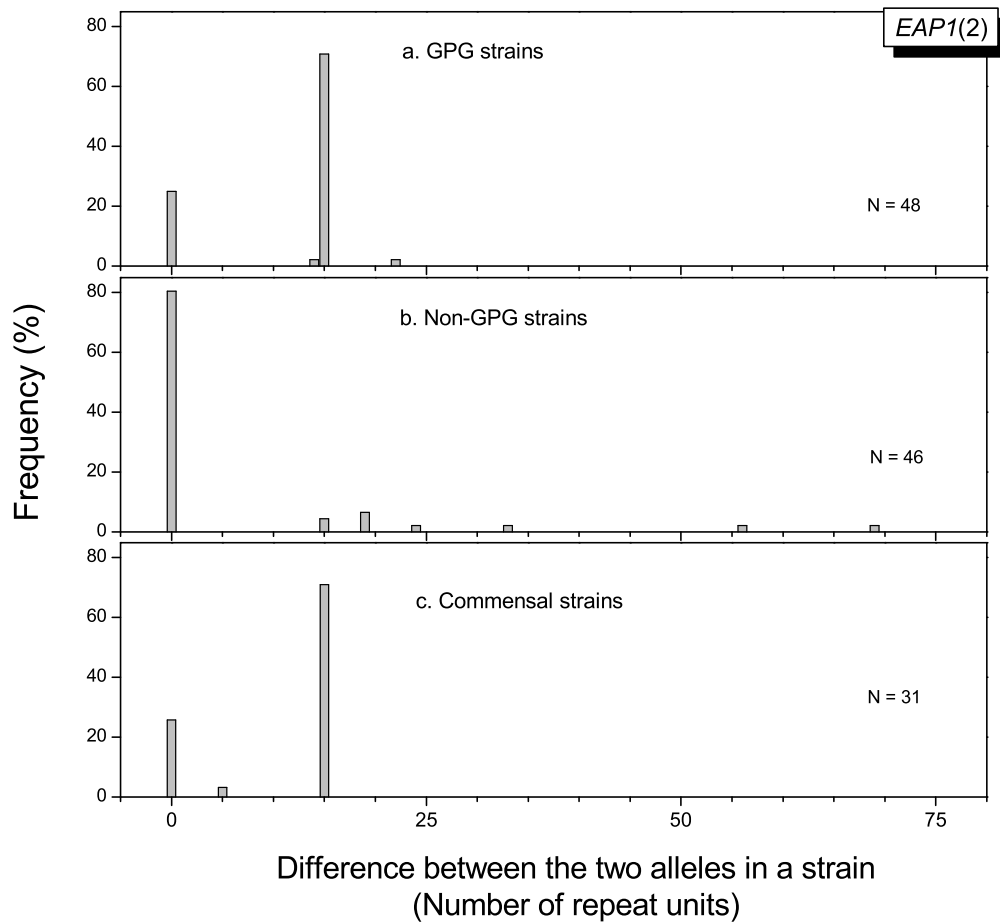 EAP1(2)
80
60
40
20
0
a. GPG strains
N = 48
80
60
40
20
0
b. Non-GPG strains
N = 46
80
60
40
20
0
c. Commensal strains
N = 31
0 25 50 75
Frequency (%)
Difference between the two alleles in a strain
(Number of repeat units)